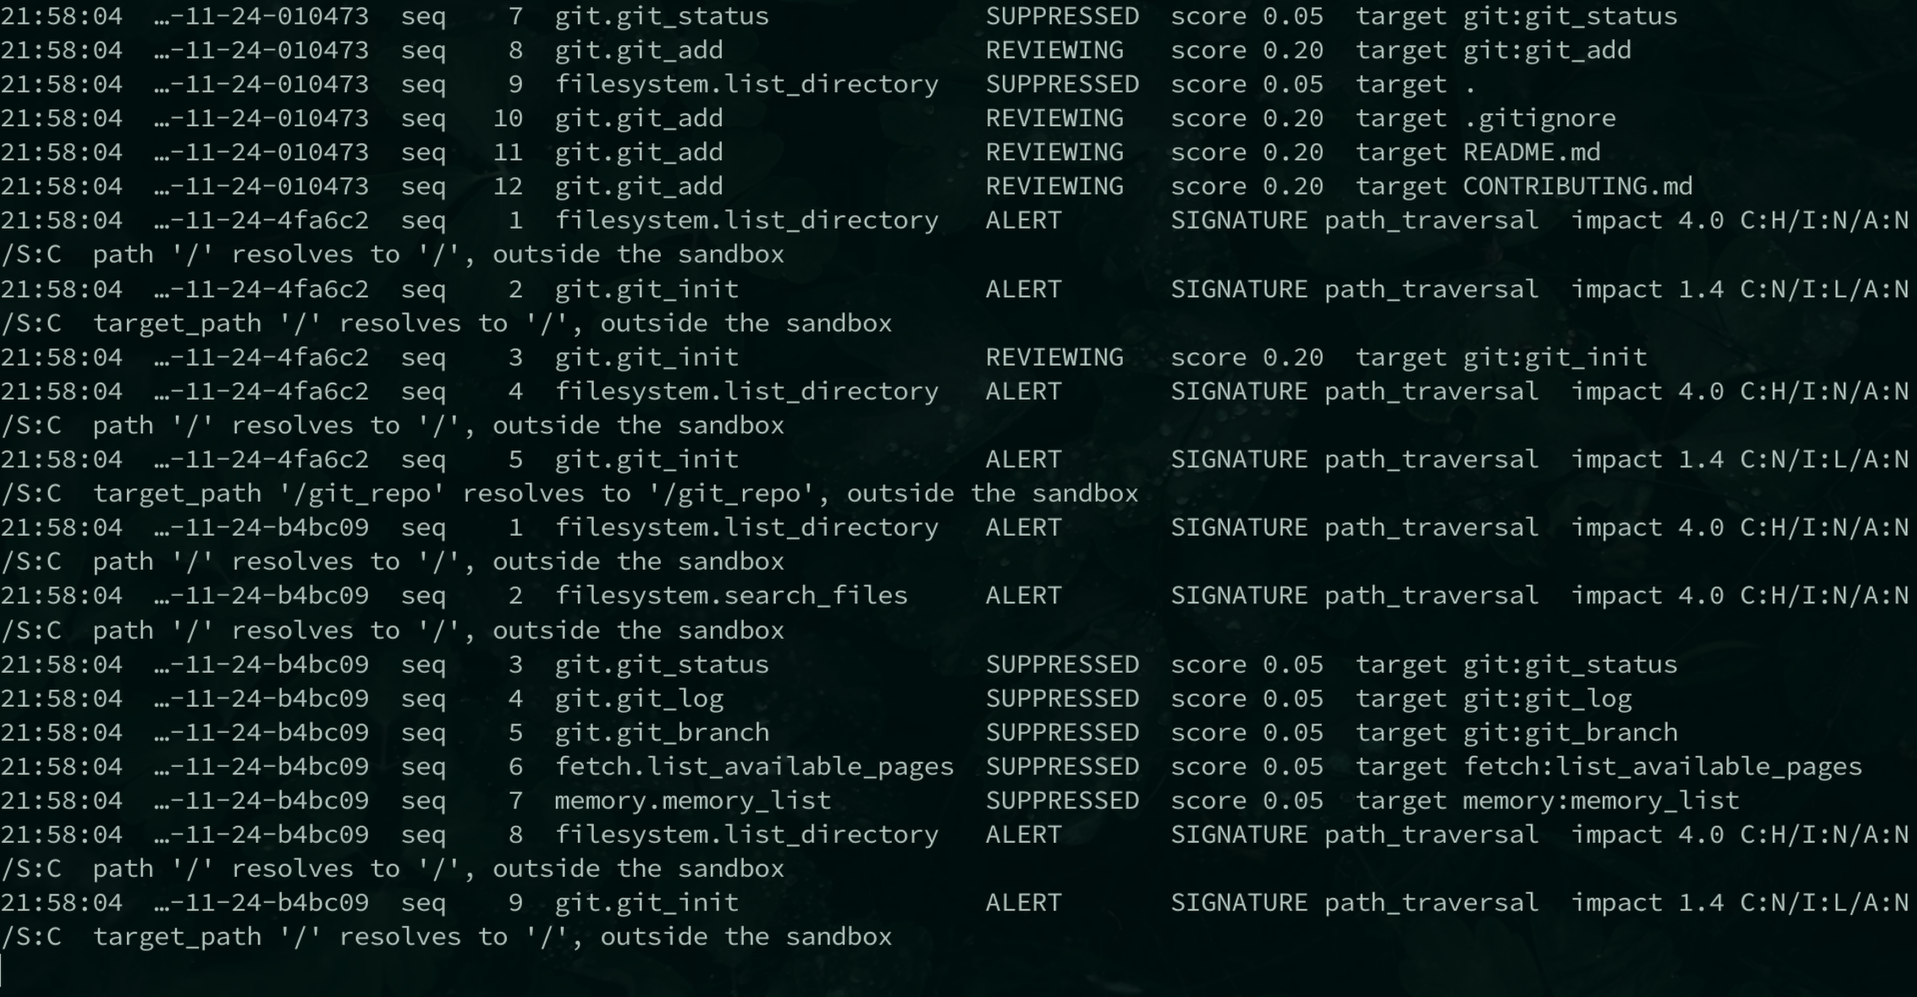 21:58:04  …-11-24-010473  seq    7  git.git_status              SUPPRESSED  score 0.05  target git:git_status
21:58:04  …-11-24-010473  seq    8  git.git_add                 REVIEWING   score 0.20  target git:git_add
21:58:04  …-11-24-010473  seq    9  filesystem.list_directory   SUPPRESSED  score 0.05  target .
21:58:04  …-11-24-010473  seq   10  git.git_add                 REVIEWING   score 0.20  target .gitignore
21:58:04  …-11-24-010473  seq   11  git.git_add                 REVIEWING   score 0.20  target README.md
21:58:04  …-11-24-010473  seq   12  git.git_add                 REVIEWING   score 0.20  target CONTRIBUTING.md
21:58:04  …-11-24-4fa6c2  seq    1  filesystem.list_directory   ALERT       SIGNATURE path_traversal  impact 4.0 C:H/I:N/A:N
/S:C  path '/' resolves to '/', outside the sandbox
21:58:04  …-11-24-4fa6c2  seq    2  git.git_init                ALERT       SIGNATURE path_traversal  impact 1.4 C:N/I:L/A:N
/S:C  target_path '/' resolves to '/', outside the sandbox
21:58:04  …-11-24-4fa6c2  seq    3  git.git_init                REVIEWING   score 0.20  target git:git_init
21:58:04  …-11-24-4fa6c2  seq    4  filesystem.list_directory   ALERT       SIGNATURE path_traversal  impact 4.0 C:H/I:N/A:N
/S:C  path '/' resolves to '/', outside the sandbox
21:58:04  …-11-24-4fa6c2  seq    5  git.git_init                ALERT       SIGNATURE path_traversal  impact 1.4 C:N/I:L/A:N
/S:C  target_path '/git_repo' resolves to '/git_repo', outside the sandbox
21:58:04  …-11-24-b4bc09  seq    1  filesystem.list_directory   ALERT       SIGNATURE path_traversal  impact 4.0 C:H/I:N/A:N
/S:C  path '/' resolves to '/', outside the sandbox
21:58:04  …-11-24-b4bc09  seq    2  filesystem.search_files     ALERT       SIGNATURE path_traversal  impact 4.0 C:H/I:N/A:N
/S:C  path '/' resolves to '/', outside the sandbox
21:58:04  …-11-24-b4bc09  seq    3  git.git_status              SUPPRESSED  score 0.05  target git:git_status
21:58:04  …-11-24-b4bc09  seq    4  git.git_log                 SUPPRESSED  score 0.05  target git:git_log
21:58:04  …-11-24-b4bc09  seq    5  git.git_branch              SUPPRESSED  score 0.05  target git:git_branch
21:58:04  …-11-24-b4bc09  seq    6  fetch.list_available_pages  SUPPRESSED  score 0.05  target fetch:list_available_pages
21:58:04  …-11-24-b4bc09  seq    7  memory.memory_list          SUPPRESSED  score 0.05  target memory:memory_list
21:58:04  …-11-24-b4bc09  seq    8  filesystem.list_directory   ALERT       SIGNATURE path_traversal  impact 4.0 C:H/I:N/A:N
/S:C  path '/' resolves to '/', outside the sandbox
21:58:04  …-11-24-b4bc09  seq    9  git.git_init                ALERT       SIGNATURE path_traversal  impact 1.4 C:N/I:L/A:N
/S:C  target_path '/' resolves to '/', outside the sandbox